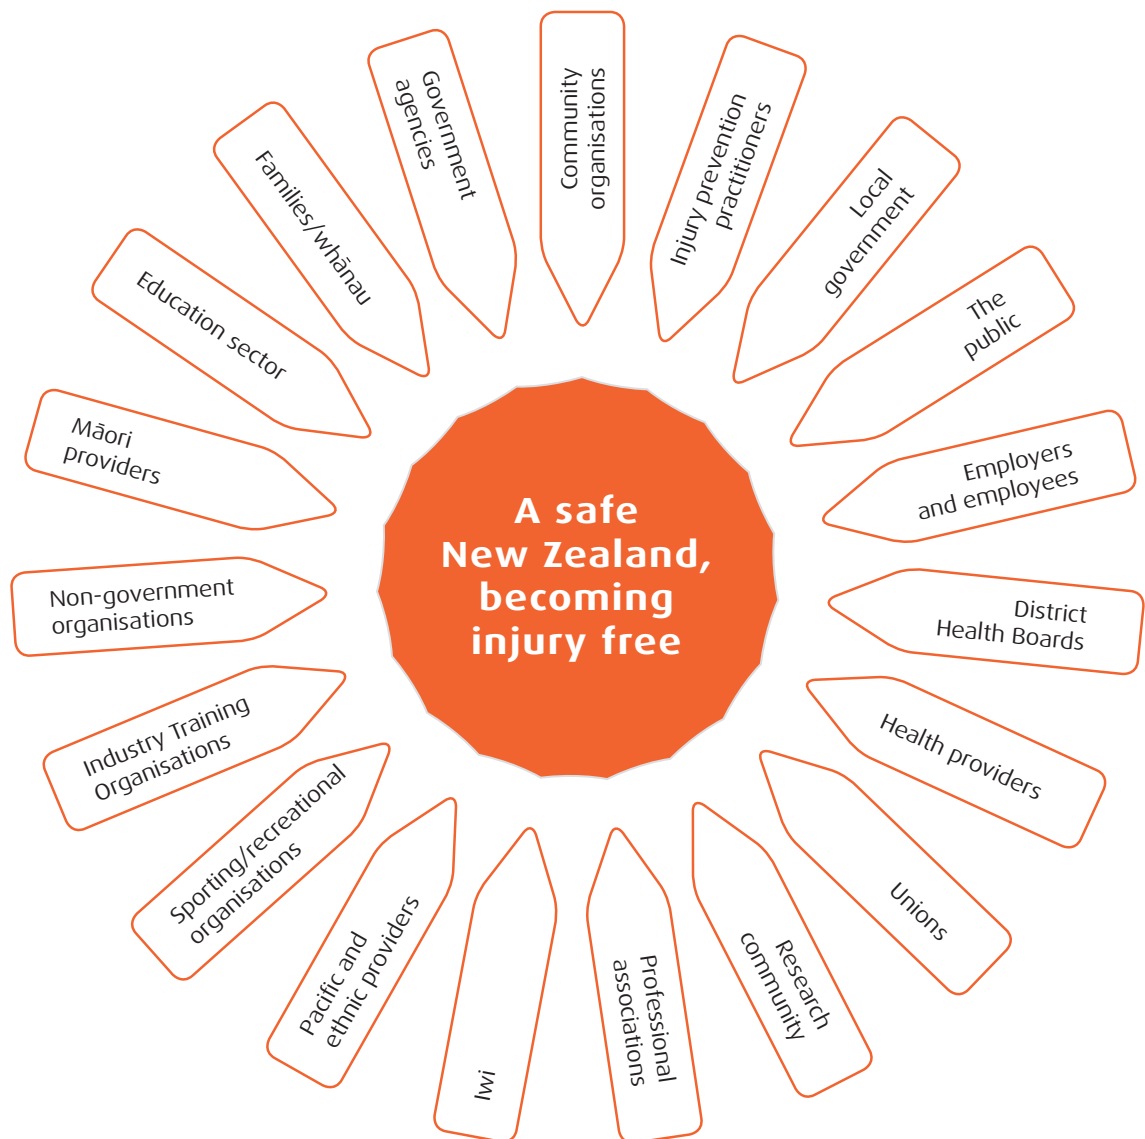 Community
organisations
Injury prevention
practitioners
Local
government
The
public
Employers
and employees
District
Health Boards
Health providers
Unions
Research
community
Professional
associations
Iwi
Pacific and
ethnic providers
Sporting/recreational
organisations
Industry Training
Organisations
Non-government
organisations
Māori
providers
Education sector
Families/whānau
Government
agencies
A safe
New Zealand,
becoming
injury free